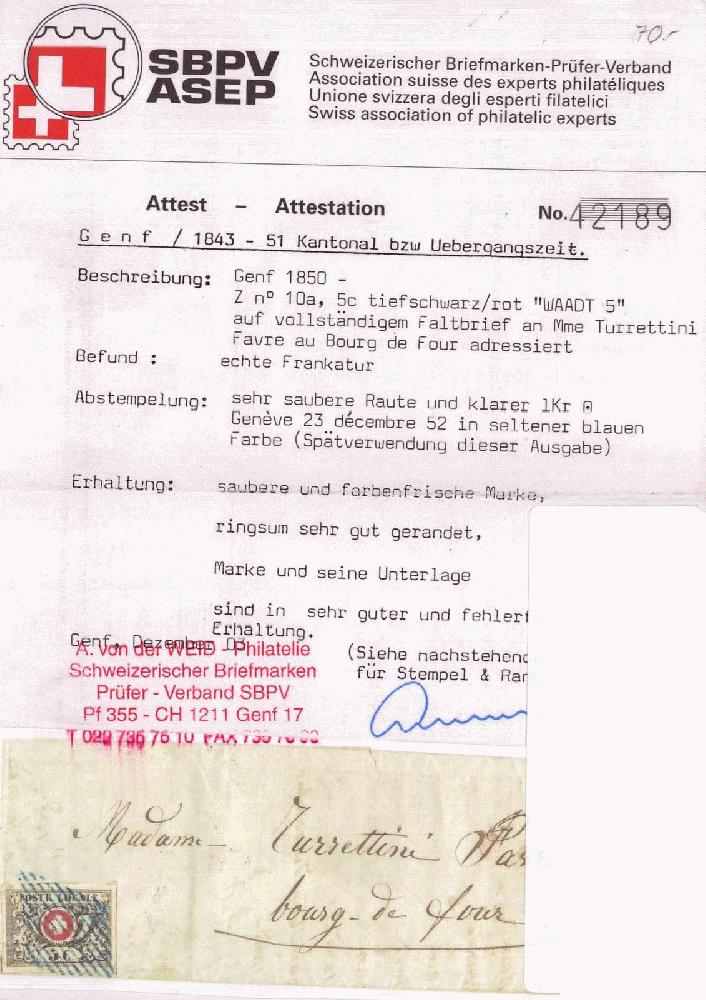 70.-
SBPV
ASEP
Schweizerischer Briefmarken-Prüfer-Verband
Association suisse des experts philatéliques
Unione svizzera degli esperti filatelici
Swiss association of philatelic experts
Attest – Attestation
No. 42189
Genf / 1843 - 51 Kantonal bzw Uebergangszeit.
Beschreibung: Genf 1850 -
Z nº 10a, 5c tiefschwarz/rot "WAADT 5"
auf vollständigem Faltbrief an Mme Turrettini
Favre au Bourg de Four adressiert
Befund : echte Frankatur
Abstempelung: sehr saubere Raute und klarer 1Kr
Genève 23 décembre 52 in seltener blauen
Farbe (Spätverwendung dieser Ausgabe)
Erhaltung: saubere und farbenfrische Marke,
ringsum sehr gut gerandet,
Marke und seine Unterlage
sind in sehr guter und fehlerf
Erhaltung.
Genf, Dezember 03
(Siehe nachstehend
für Stempel & Ran
A. von der WEID - Philatelie
Schweizerischer Briefmarken
Prüfer - Verband SBPV
Pf 355 - CH 1211 Genf 17
Madame Turrettini
bourg-de four
POSTE LOCALE